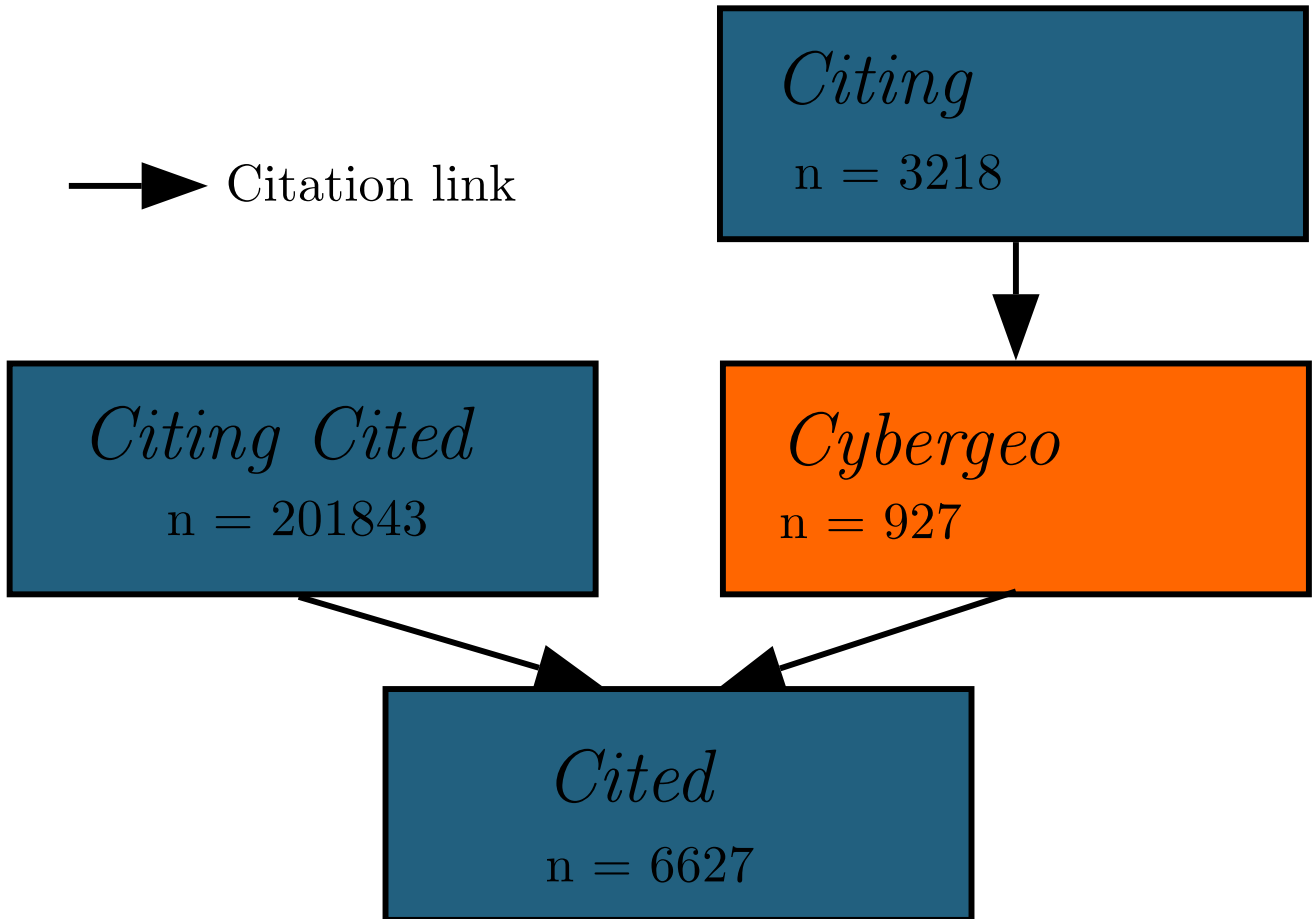 Citing
n = 3218
Citation link
Citing Cited
n = 201843
Cybergeo
n = 927
Cited
n = 6627